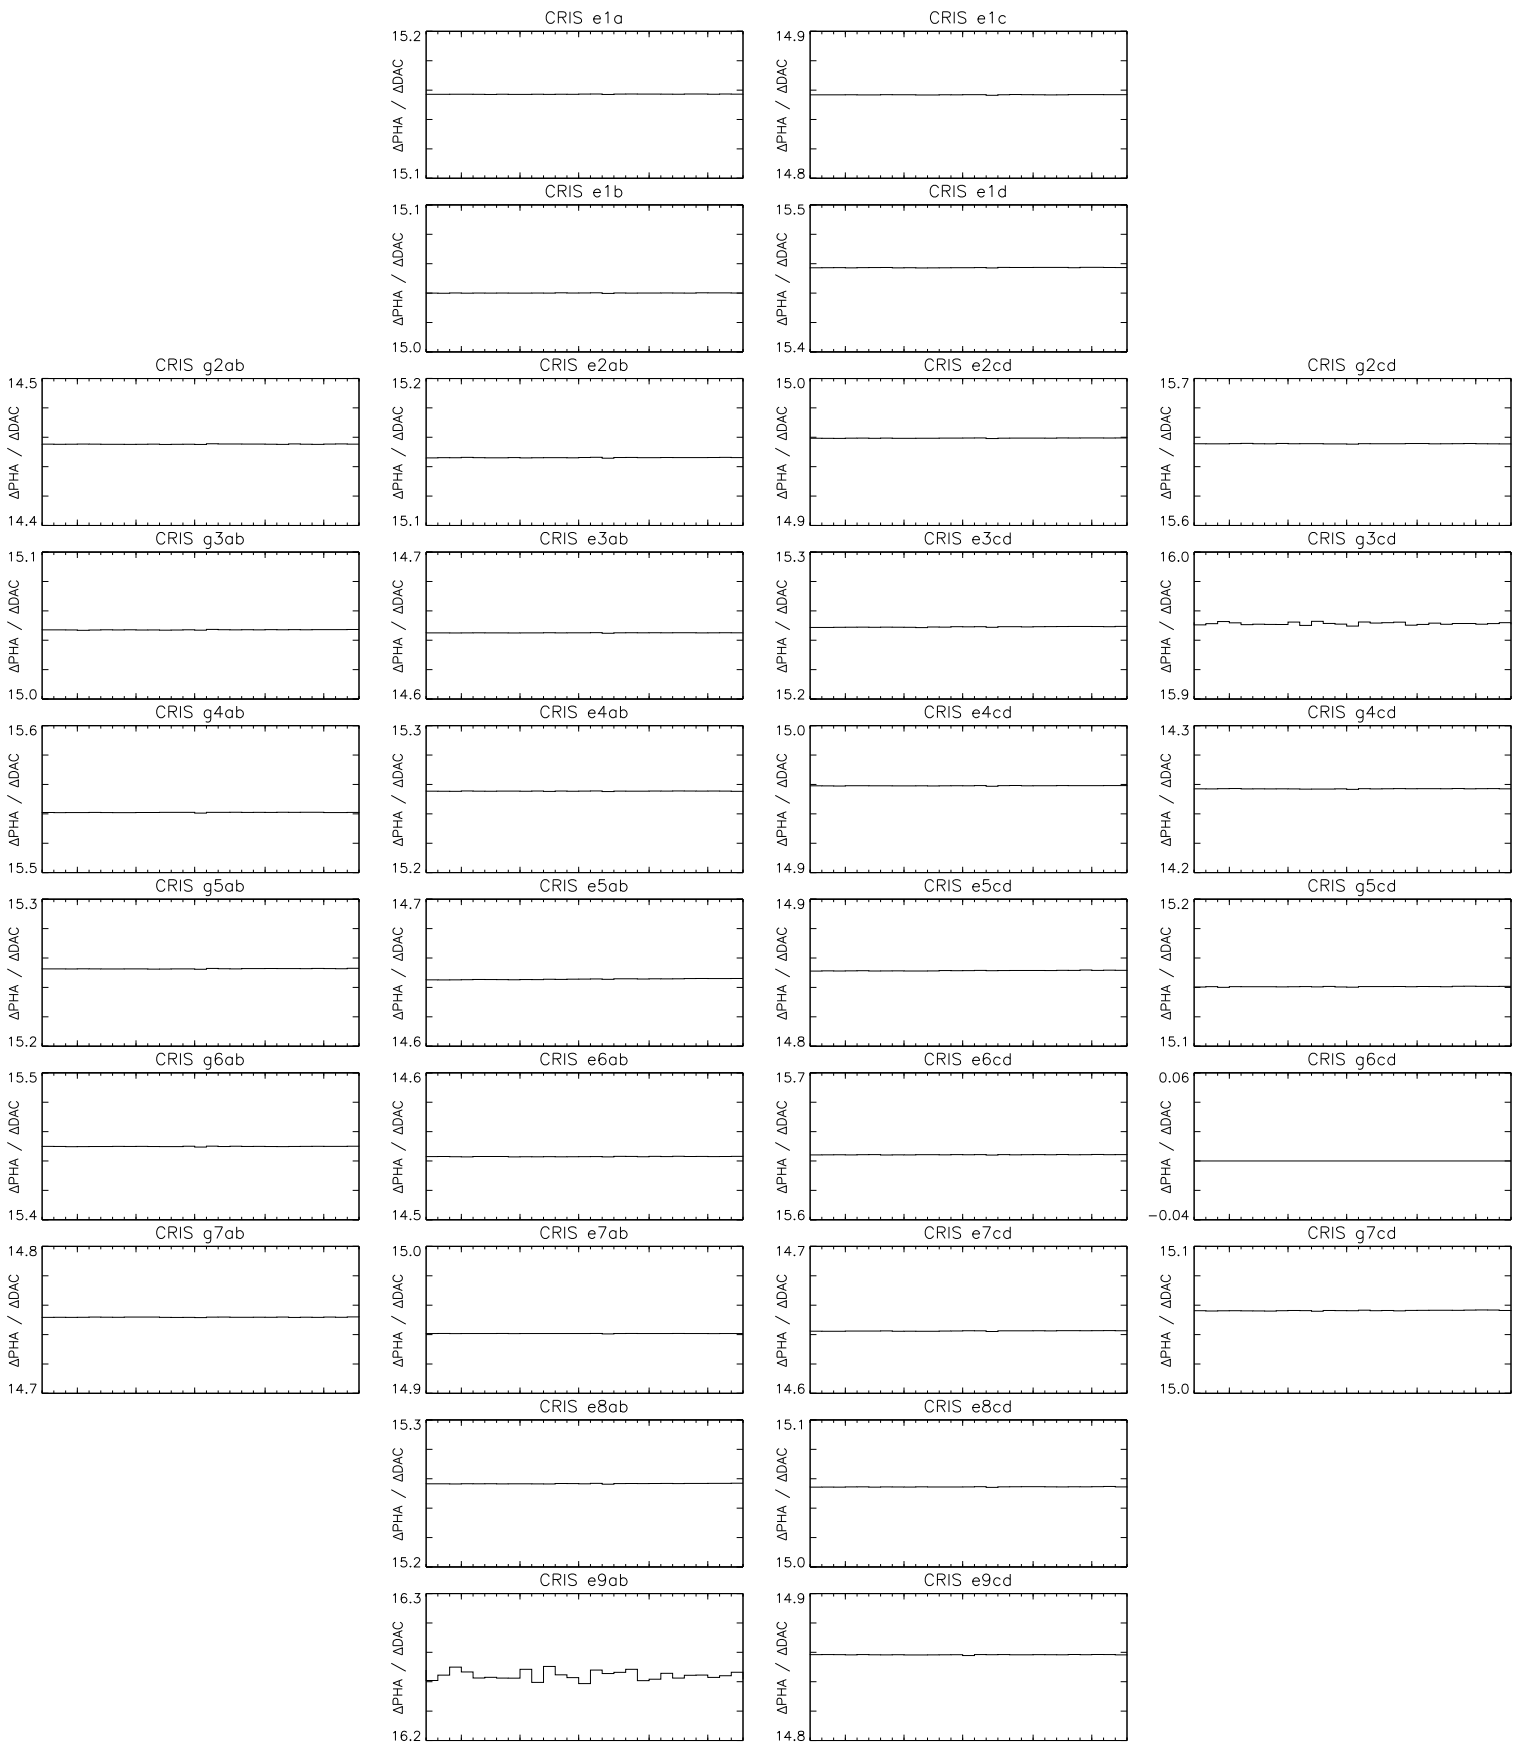 CRIS e1a
15.2
ΔPHA / ΔDAC
15.1
CRIS e1c
14.9
ΔPHA / ΔDAC
14.8
CRIS e1b
15.1
ΔPHA / ΔDAC
15.0
CRIS e1d
15.5
ΔPHA / ΔDAC
15.4
CRIS g2ab
14.5
ΔPHA / ΔDAC
14.4
CRIS e2ab
15.2
ΔPHA / ΔDAC
15.1
CRIS e2cd
15.0
ΔPHA / ΔDAC
14.9
CRIS g2cd
15.7
ΔPHA / ΔDAC
15.6
CRIS g3ab
15.1
ΔPHA / ΔDAC
15.0
CRIS e3ab
14.7
ΔPHA / ΔDAC
14.6
CRIS e3cd
15.3
ΔPHA / ΔDAC
15.2
CRIS g3cd
16.0
ΔPHA / ΔDAC
15.9
CRIS g4ab
15.6
ΔPHA / ΔDAC
15.5
CRIS e4ab
15.3
ΔPHA / ΔDAC
15.2
CRIS e4cd
15.0
ΔPHA / ΔDAC
14.9
CRIS g4cd
14.3
ΔPHA / ΔDAC
14.2
CRIS g5ab
15.3
ΔPHA / ΔDAC
15.2
CRIS e5ab
14.7
ΔPHA / ΔDAC
14.6
CRIS e5cd
14.9
ΔPHA / ΔDAC
14.8
CRIS g5cd
15.2
ΔPHA / ΔDAC
15.1
CRIS g6ab
15.5
ΔPHA / ΔDAC
15.4
CRIS e6ab
14.6
ΔPHA / ΔDAC
14.5
CRIS e6cd
15.7
ΔPHA / ΔDAC
15.6
CRIS g6cd
0.06
ΔPHA / ΔDAC
-0.04
CRIS g7ab
14.8
ΔPHA / ΔDAC
14.7
CRIS e7ab
15.0
ΔPHA / ΔDAC
14.9
CRIS e7cd
14.7
ΔPHA / ΔDAC
14.6
CRIS g7cd
15.1
ΔPHA / ΔDAC
15.0
CRIS e8ab
15.3
ΔPHA / ΔDAC
15.2
CRIS e8cd
15.1
ΔPHA / ΔDAC
15.0
CRIS e9ab
16.3
ΔPHA / ΔDAC
16.2
CRIS e9cd
14.9
ΔPHA / ΔDAC
14.8